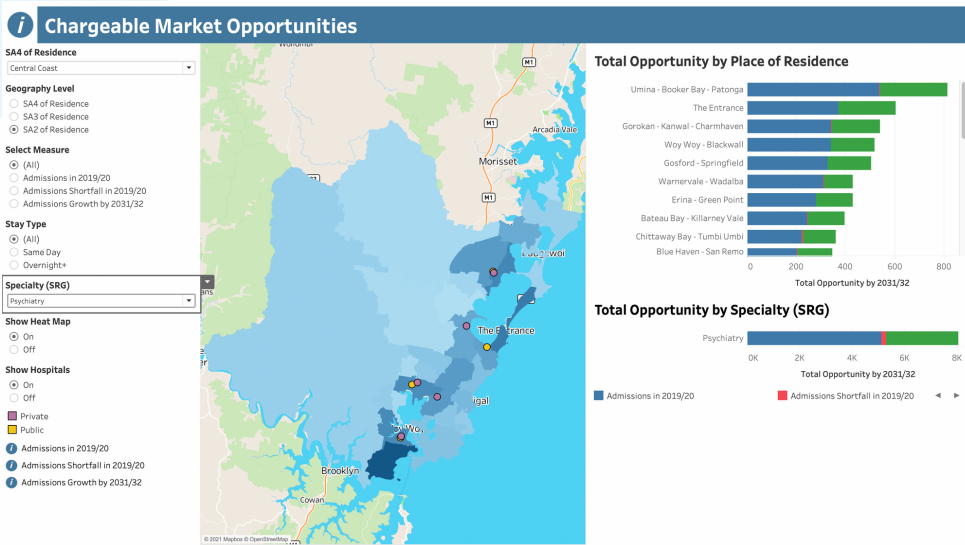 i Chargeable Market Opportunities
SA4 of Residence
Central Coast
Geography Level
SA4 of Residence
SA3 of Residence
SA2 of Residence
Select Measure
(All)
Admissions in 2019/20
Admissions Shortfall in 2019/20
Admissions Growth by 2031/32
Stay Type
(All)
Same Day
Overnight+
Specialty (SRG)
Psychiatry
Show Heat Map
On
Off
Show Hospitals
On
Off
Private
Public
i Admissions in 2019/20
i Admissions Shortfall in 2019/20
i Admissions Growth by 2031/32
M1
M1
Arcadia Vale
Morisset
M1
The Entrance
Brooklyn
Cowan
© 2021 Mapbox © OpenStreetMap
Total Opportunity by Place of Residence
Umina - Booker Bay - Patonga
The Entrance
Gorokan - Kanwal - Charmhaven
Woy Woy - Blackwall
Gosford - Springfield
Warnervale - Wadalba
Erina - Green Point
Bateau Bay - Killarney Vale
Chittaway Bay - Tumbi Umbi
Blue Haven - San Remo
0 200 400 600 800
Total Opportunity by 2031/32
Total Opportunity by Specialty (SRG)
Psychiatry
0K 2K 4K 6K 8K
Total Opportunity by 2031/32
Admissions in 2019/20 Admissions Shortfall in 2019/20